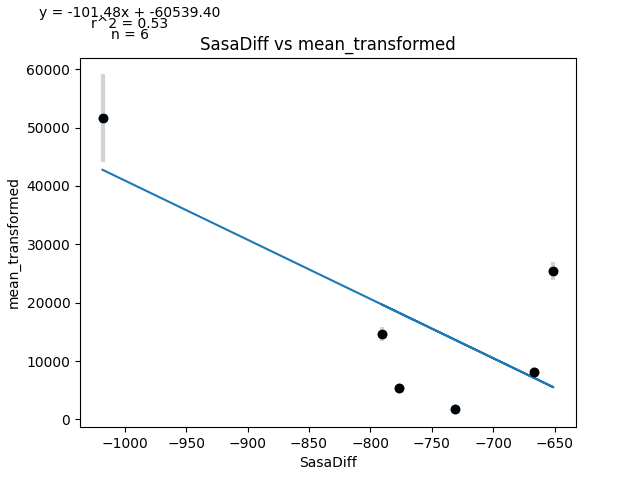 y = -101.48x + -60539.40
r^2 = 0.53
n = 6
SasaDiff vs mean_transformed
60000
50000
40000
30000
20000
10000
0
mean_transformed
−1000 −950 −900 −850 −800 −750 −700 −650
SasaDiff